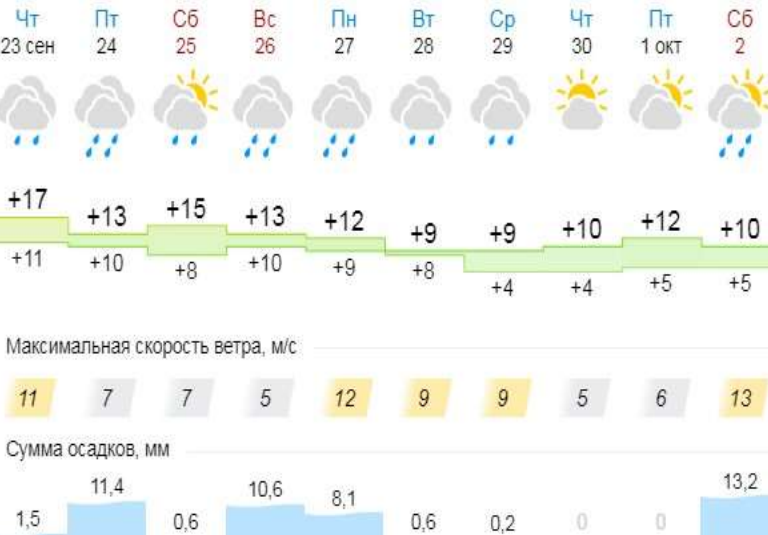 Чт Пт Сб Вс Пн Вт Ср Чт Пт Сб
23 сен 24 25 26 27 28 29 30 1 окт 2
+17 +13 +15 +13 +12 +9 +9 +10 +12 +10
+11 +10 +8 +10 +9 +8 +4 +4 +5 +5
Максимальная скорость ветра, м/с
11 7 7 5 12 9 9 5 6 13
Сумма осадков, мм
1,5 11,4 0,6 10,6 8,1 0,6 0,2 0 0 13,2